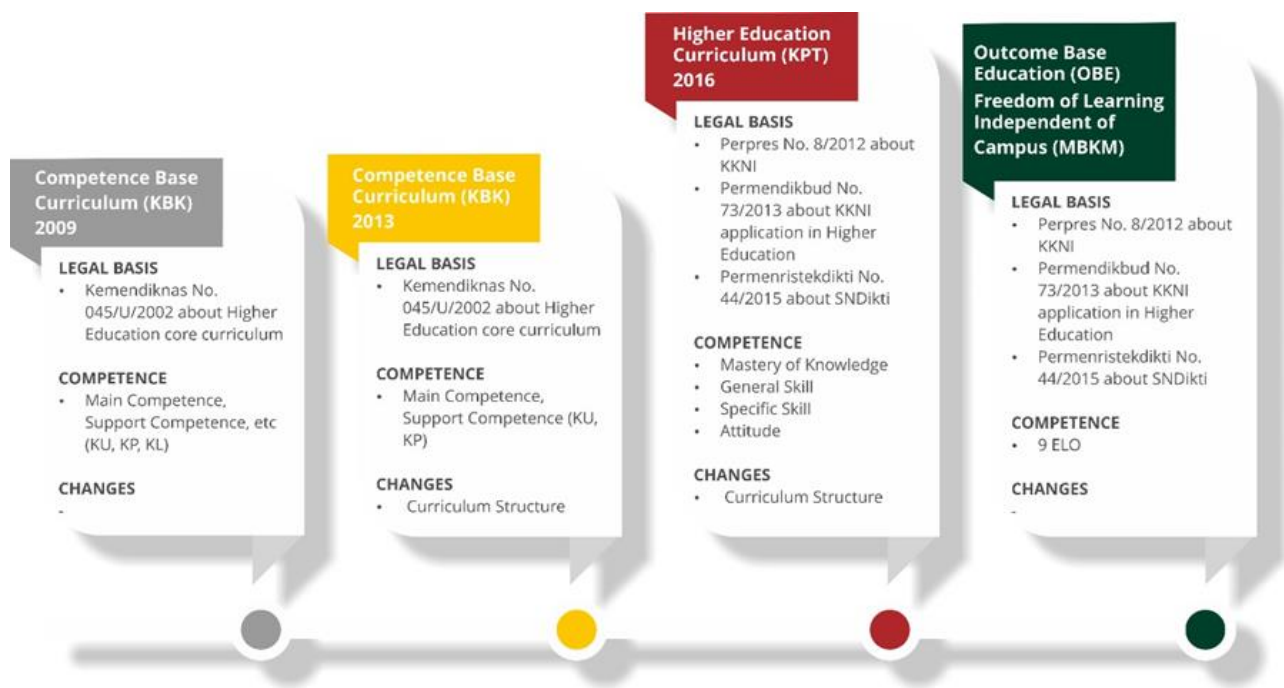 Competence Base
Curriculum (KBK)
2009
LEGAL BASIS
• Kemendiknas No.
045/U/2002 about Higher
Education core curriculum
COMPETENCE
• Main Competence,
Support Competence, etc
(KU, KP, KL)
CHANGES
-
Competence Base
Curriculum (KBK)
2013
LEGAL BASIS
• Kemendiknas No.
045/U/2002 about Higher
Education core curriculum
COMPETENCE
• Main Competence,
Support Competence (KU,
KP)
CHANGES
• Curriculum Structure
Higher Education
Curriculum (KPT)
2016
LEGAL BASIS
• Perpres No. 8/2012 about
KKNI
• Permendikbud No.
73/2013 about KKNI
application in Higher
Education
• Permenristekdikti No.
44/2015 about SNDikti
COMPETENCE
• Mastery of Knowledge
• General Skill
• Specific Skill
• Attitude
CHANGES
• Curriculum Structure
Outcome Base
Education (OBE)
Freedom of Learning
Independent of
Campus (MBKM)
LEGAL BASIS
• Perpres No. 8/2012 about
KKNI
• Permendikbud No.
73/2013 about KKNI
application in Higher
Education
• Permenristekdikti No.
44/2015 about SNDikti
COMPETENCE
• 9 ELO
CHANGES
-